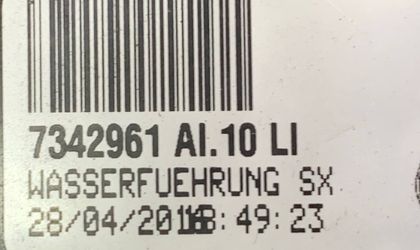 7342961 AI.10 LI
WASSERFUEHRUNG SX
28/04/201 :49:23